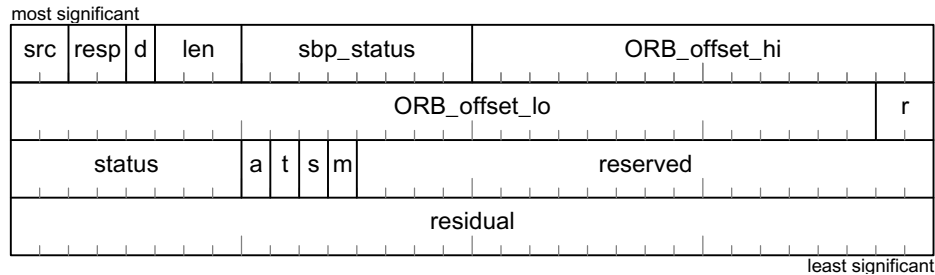 most significant
src resp d len sbp_status ORB_offset_hi
ORB_offset_lo r
status a t s m reserved
residual
least significant